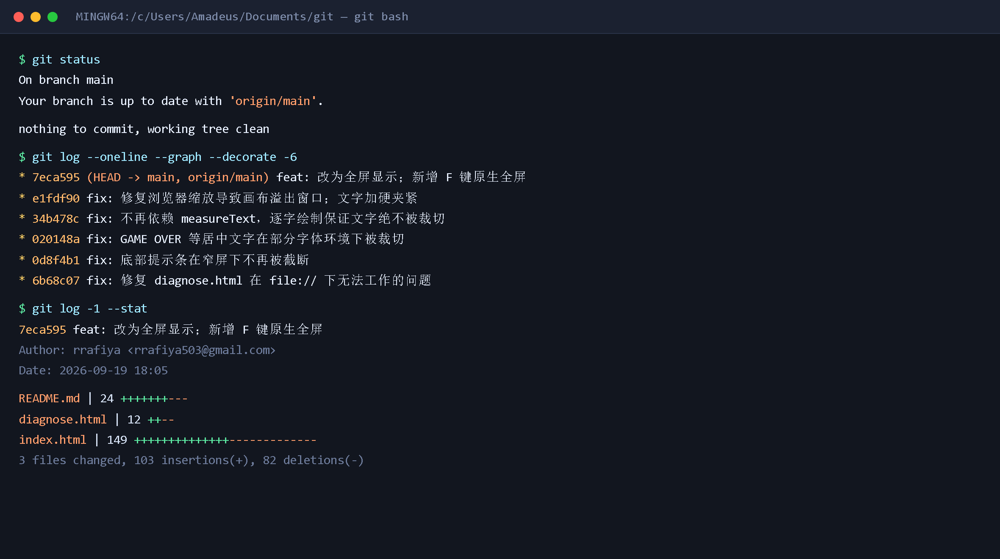 MINGW64:/c/Users/Amadeus/Documents/git — git bash
$ git status
On branch main
Your branch is up to date with 'origin/main'.
nothing to commit, working tree clean
$ git log --oneline --graph --decorate -6
* 7eca595 (HEAD -> main, origin/main) feat: 改为全屏显示；新增 F 键原生全屏
* e1fdf90 fix: 修复浏览器缩放导致画布溢出窗口；文字加硬夹紧
* 34b478c fix: 不再依赖 measureText，逐字绘制保证文字绝不被裁切
* 020148a fix: GAME OVER 等居中文字在部分字体环境下被裁切
* 0d8f4b1 fix: 底部提示条在窄屏下不再被截断
* 6b68c07 fix: 修复 diagnose.html 在 file:// 下无法工作的问题
$ git log -1 --stat
7eca595 feat: 改为全屏显示；新增 F 键原生全屏
Author: rrafiya <rrafiya503@gmail.com>
Date: 2026-09-19 18:05
README.md | 24 +++++++---
diagnose.html | 12 ++--
index.html | 149 ++++++++++++++-------------
3 files changed, 103 insertions(+), 82 deletions(-)